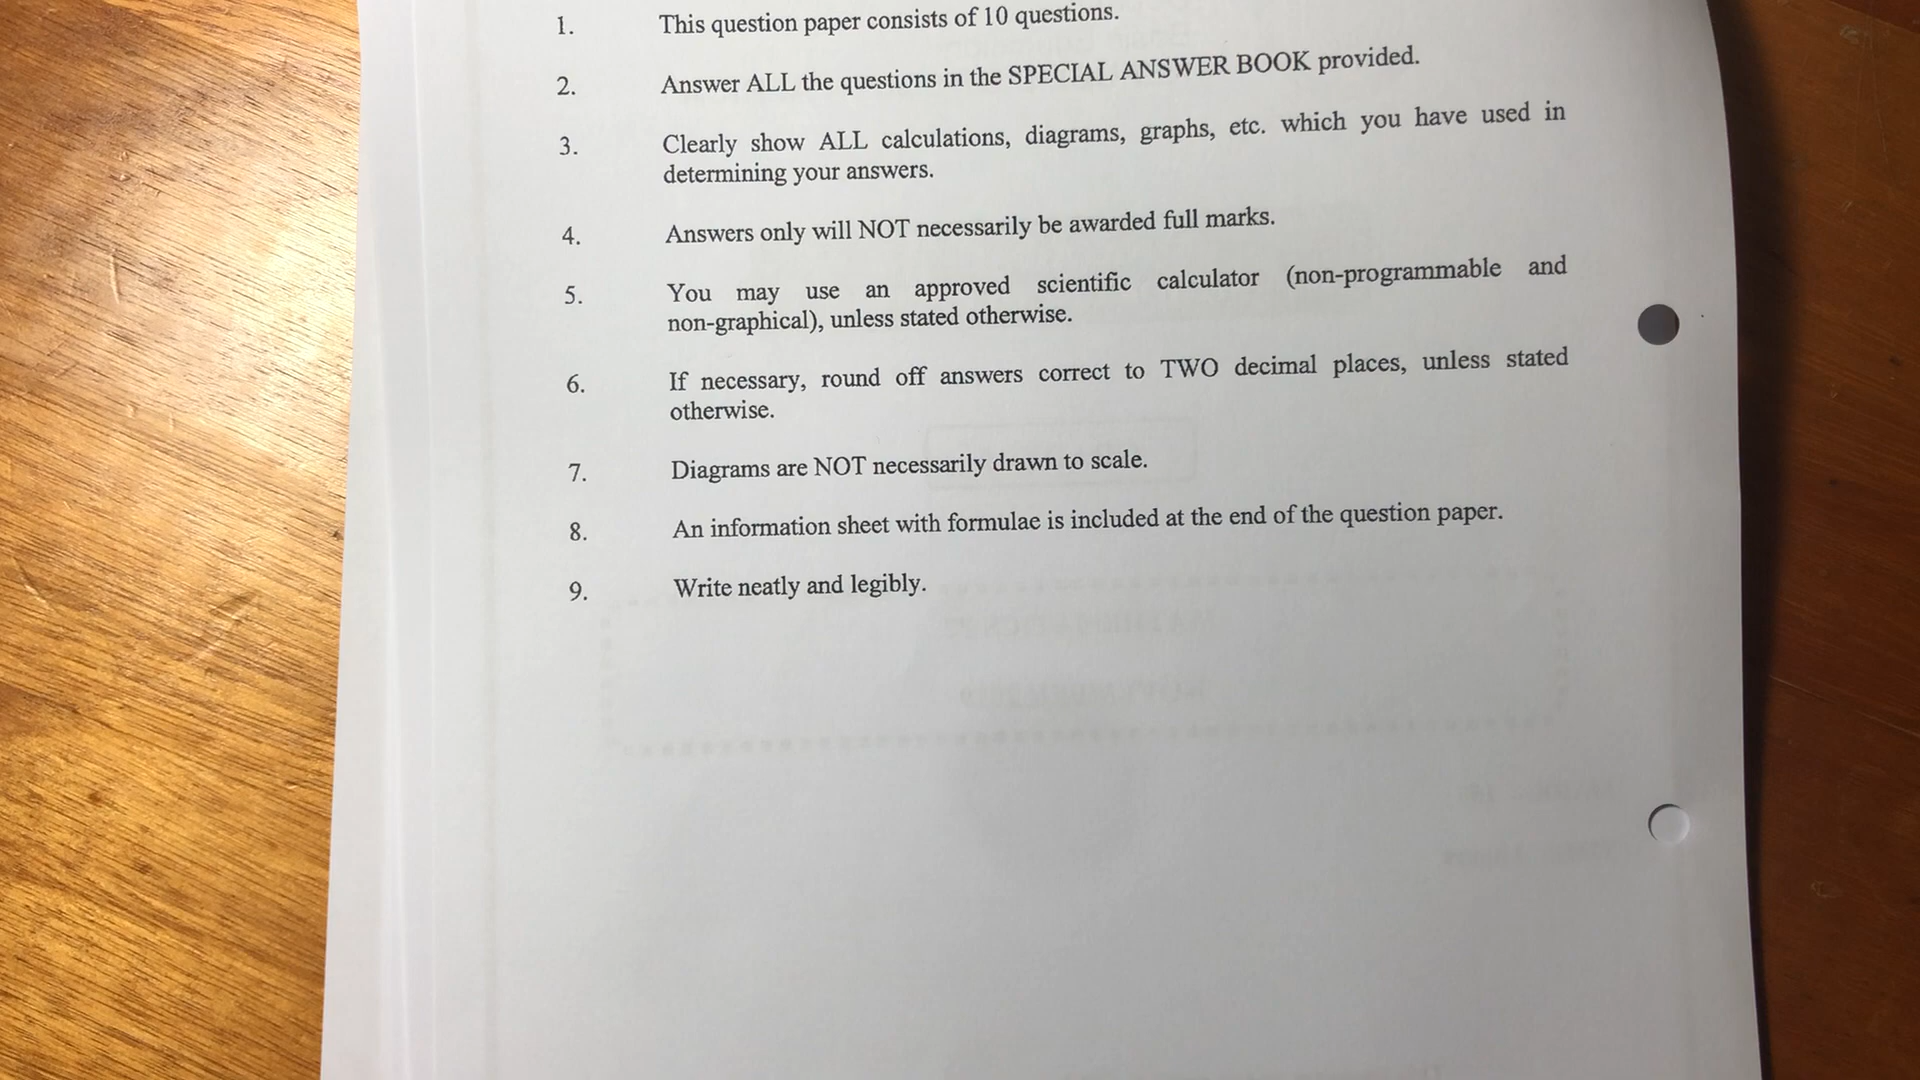 1. This question paper consists of 10 questions.
2. Answer ALL the questions in the SPECIAL ANSWER BOOK provided.
3. Clearly show ALL calculations, diagrams, graphs, etc. which you have used in
determining your answers.
4. Answers only will NOT necessarily be awarded full marks.
5. You may use an approved scientific calculator (non-programmable and
non-graphical), unless stated otherwise.
6. If necessary, round off answers correct to TWO decimal places, unless stated
otherwise.
7. Diagrams are NOT necessarily drawn to scale.
8. An information sheet with formulae is included at the end of the question paper.
9. Write neatly and legibly.